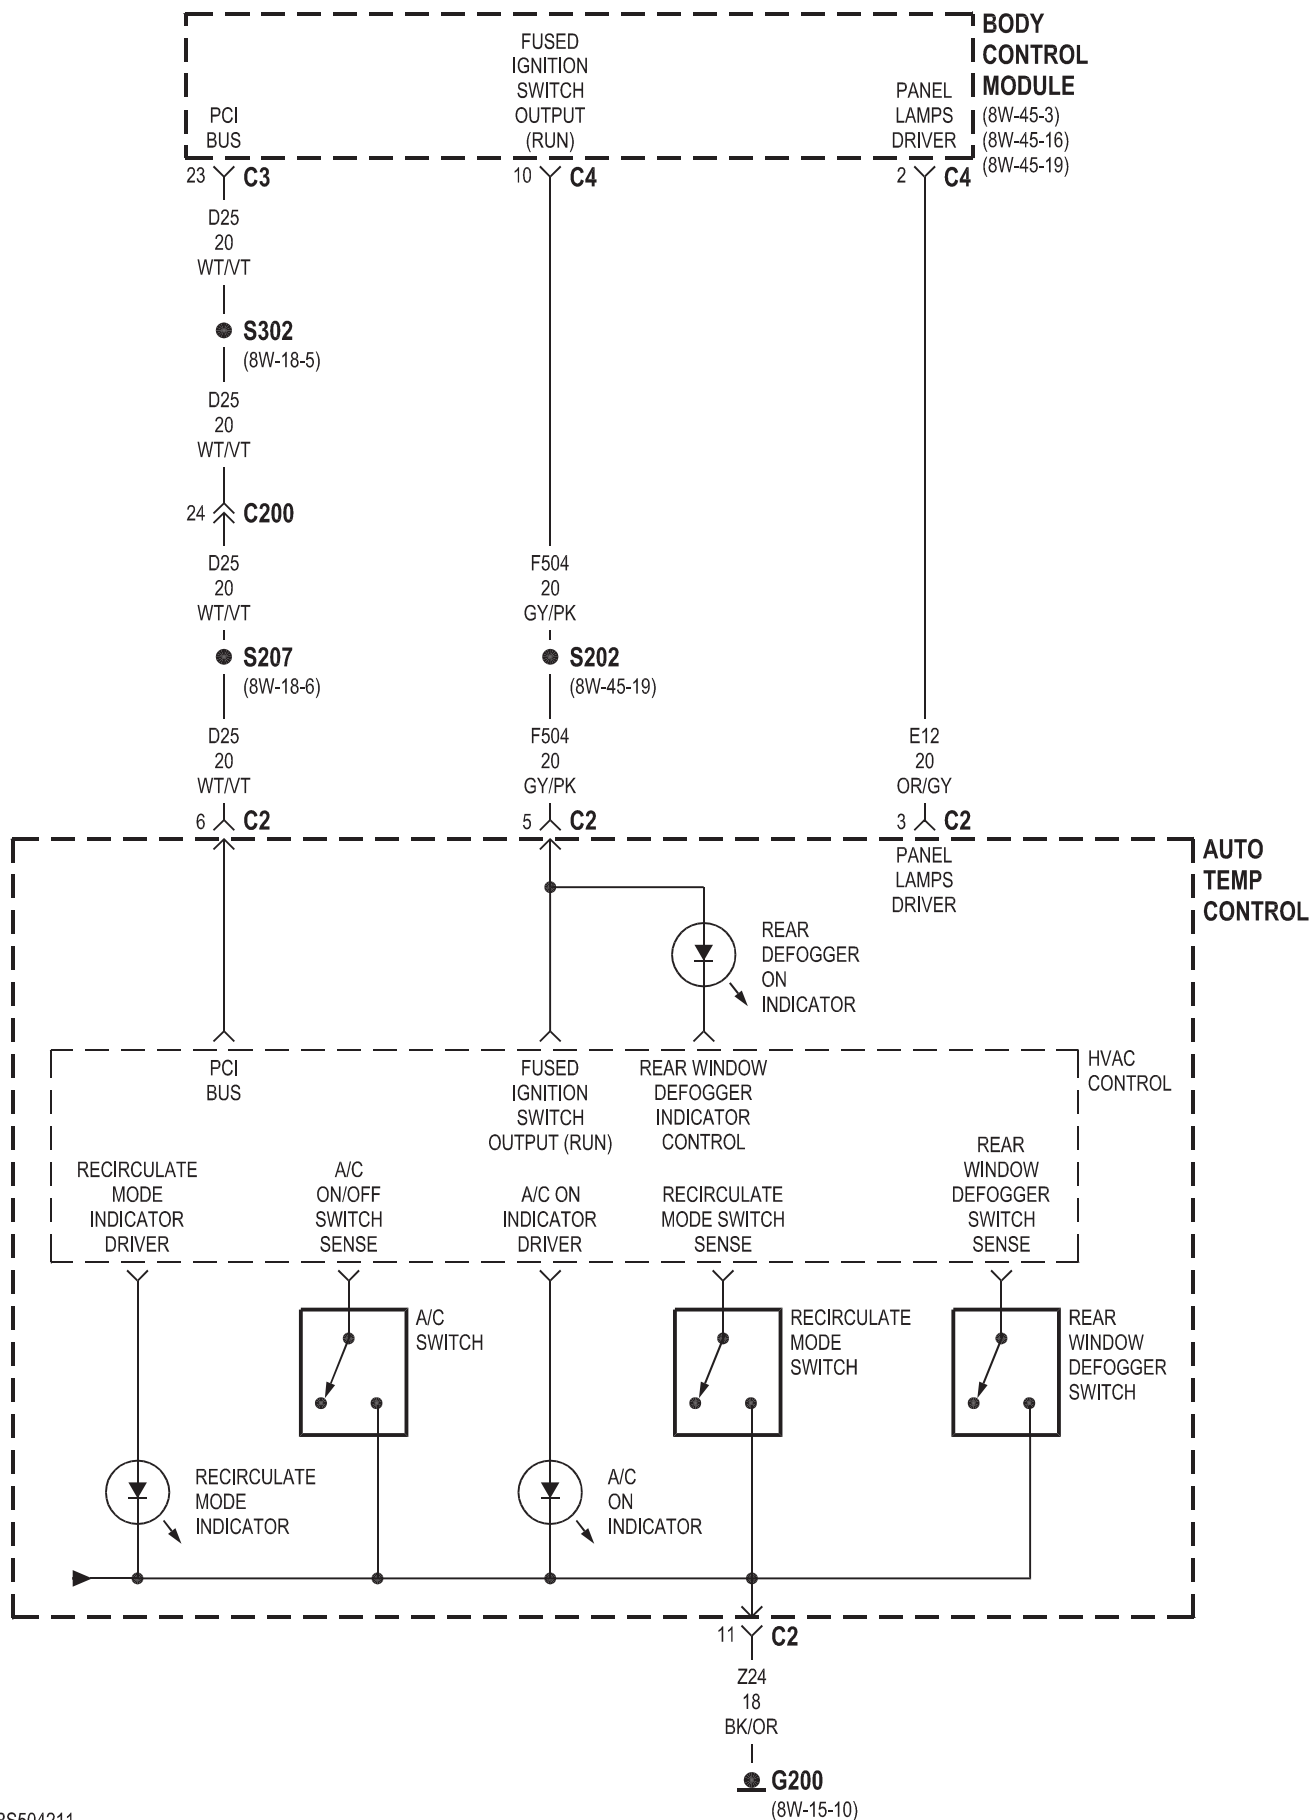 BODY
CONTROL
MODULE
(8W-45-3)
(8W-45-16)
(8W-45-19)
PCI
BUS
FUSED
IGNITION
SWITCH
OUTPUT
(RUN)
PANEL
LAMPS
DRIVER
23 C3
10 C4
2 C4
D25
20
WT/VT
S302
(8W-18-5)
D25
20
WT/VT
24 C200
D25
20
WT/VT
F504
20
GY/PK
S207
(8W-18-6)
S202
(8W-45-19)
D25
20
WT/VT
F504
20
GY/PK
E12
20
OR/GY
6 C2
5 C2
3 C2
AUTO
TEMP
CONTROL
PANEL
LAMPS
DRIVER
REAR
DEFOGGER
ON
INDICATOR
HVAC
CONTROL
PCI
BUS
FUSED
IGNITION
SWITCH
OUTPUT (RUN)
REAR WINDOW
DEFOGGER
INDICATOR
CONTROL
RECIRCULATE
MODE
INDICATOR
DRIVER
A/C
ON/OFF
SWITCH
SENSE
A/C ON
INDICATOR
DRIVER
RECIRCULATE
MODE SWITCH
SENSE
REAR
WINDOW
DEFOGGER
SWITCH
SENSE
A/C
SWITCH
RECIRCULATE
MODE
SWITCH
REAR
WINDOW
DEFOGGER
SWITCH
RECIRCULATE
MODE
INDICATOR
A/C
ON
INDICATOR
11 C2
Z24
18
BK/OR
G200
(8W-15-10)